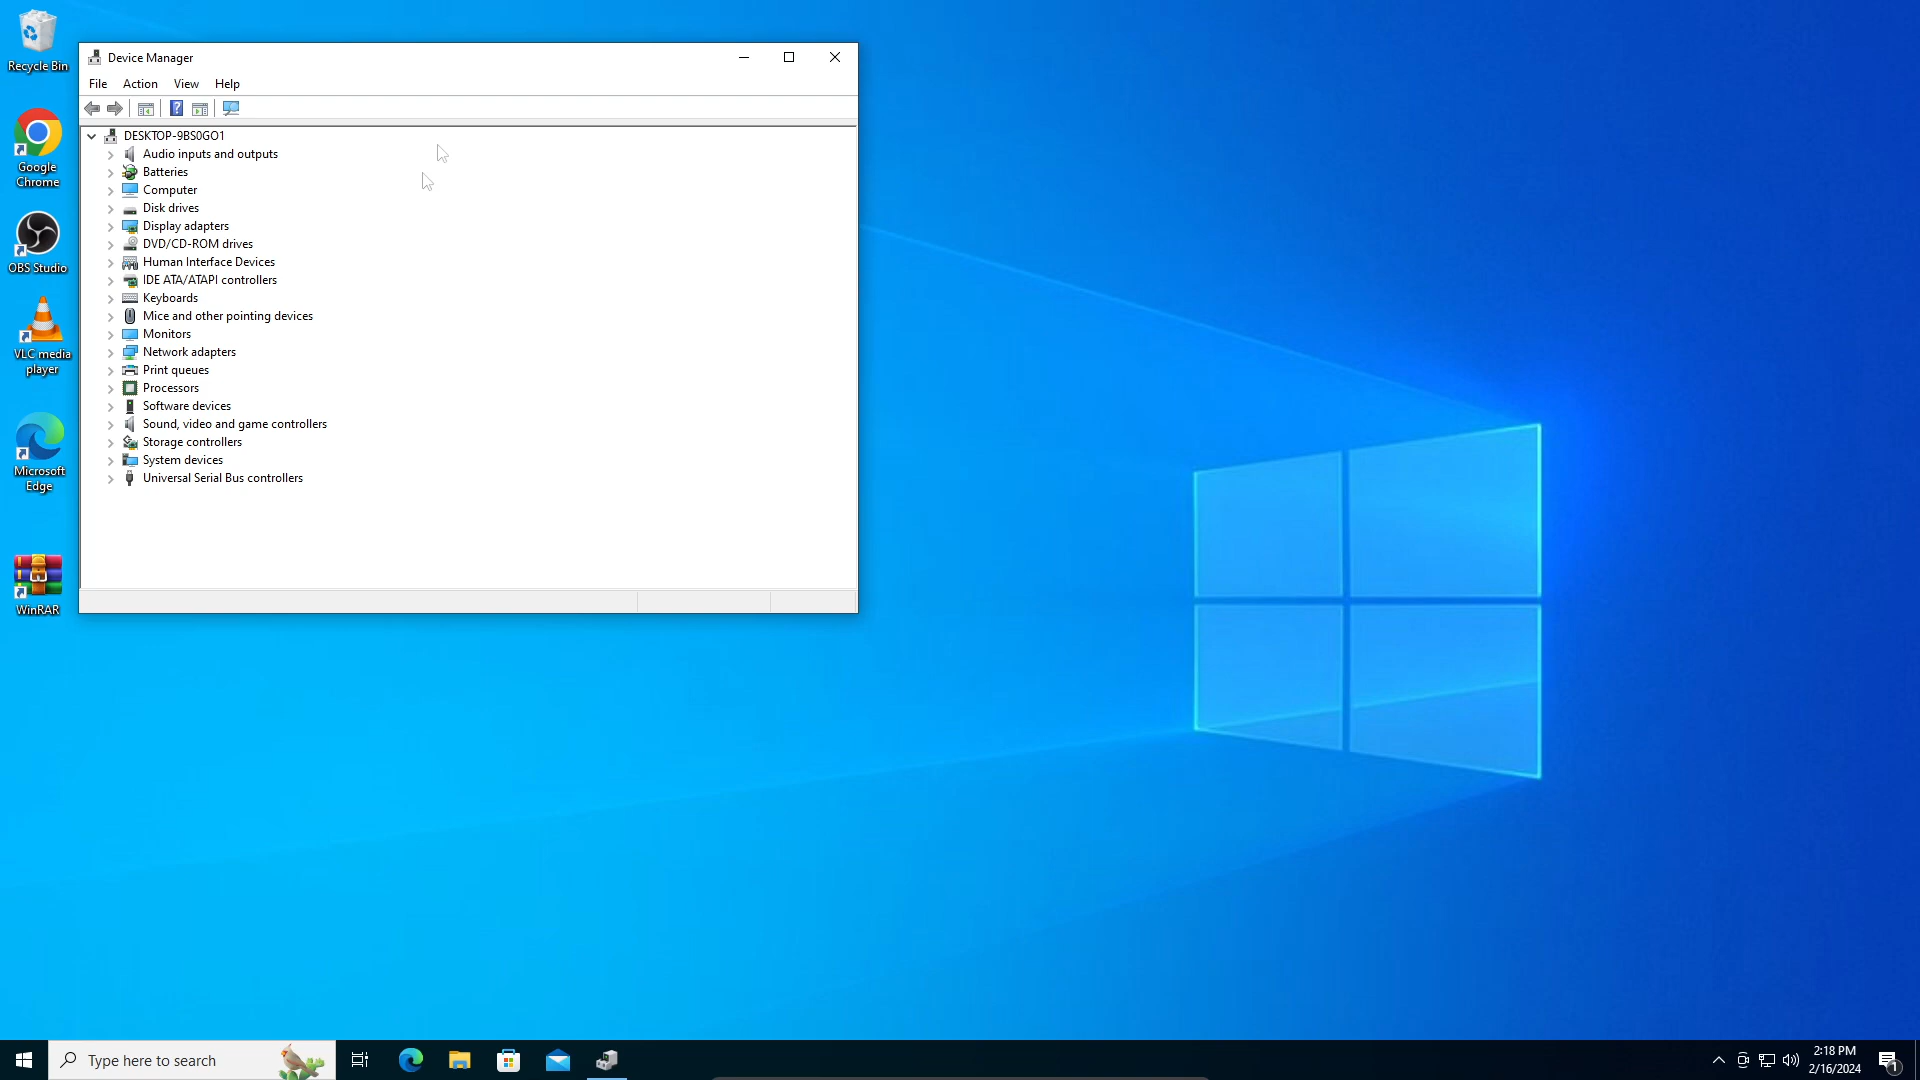 Recycle Bin
Google
Chrome
OBS Studio
VLC media
player
Microsoft
Edge
WinRAR
Device Manager
File Action View Help
DESKTOP-9BS0GO1
Audio inputs and outputs
Batteries
Computer
Disk drives
Display adapters
DVD/CD-ROM drives
Human Interface Devices
IDE ATA/ATAPI controllers
Keyboards
Mice and other pointing devices
Monitors
Network adapters
Print queues
Processors
Software devices
Sound, video and game controllers
Storage controllers
System devices
Universal Serial Bus controllers
Type here to search
2:18 PM
2/16/2024
1